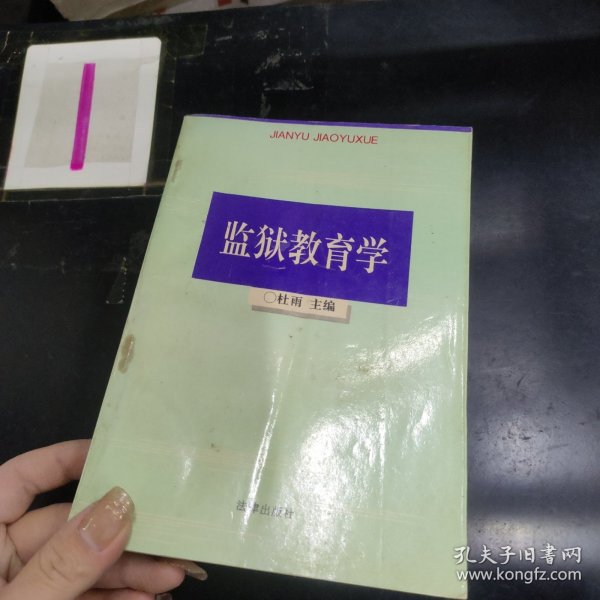 JIANYU JIAOYUXUE
监狱教育学
○杜雨 主编
法律出版社
孔夫子旧书网
www.kongfz.com